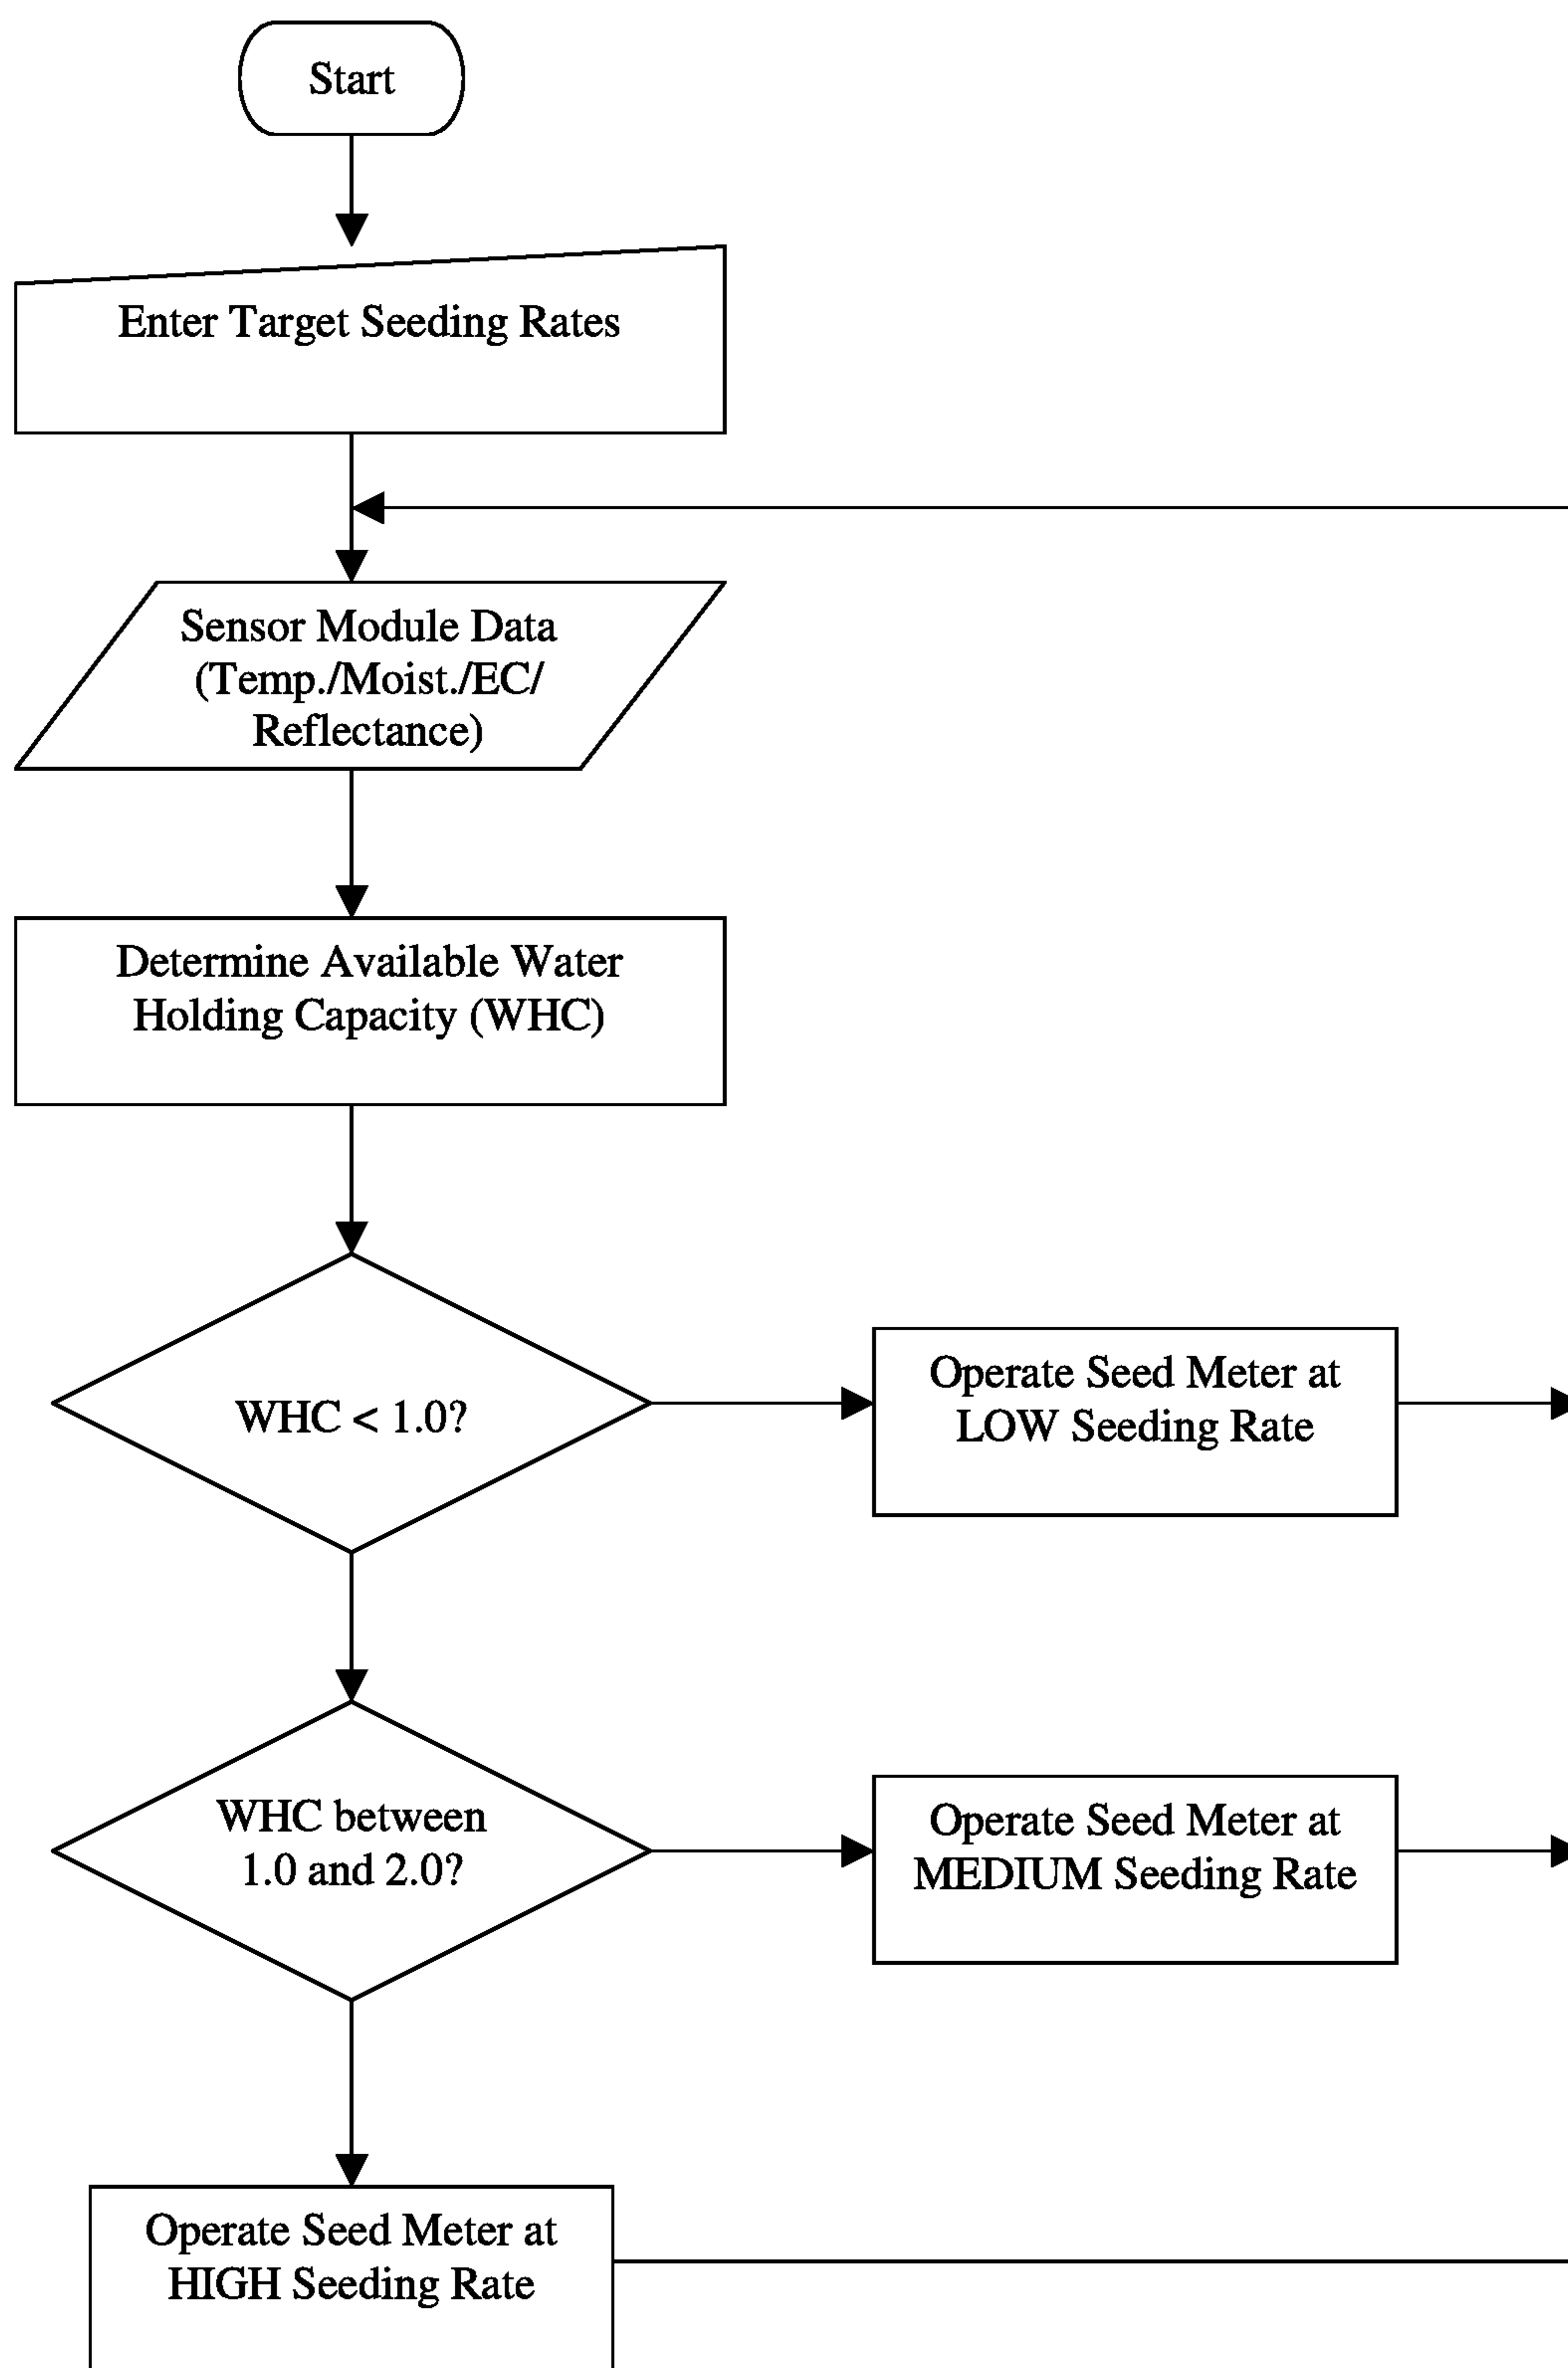 Start
Enter Target Seeding Rates
Sensor Module Data
(Temp./Moist./EC/
Reflectance)
Determine Available Water
Holding Capacity (WHC)
WHC < 1.0?
Operate Seed Meter at
LOW Seeding Rate
WHC between
1.0 and 2.0?
Operate Seed Meter at
MEDIUM Seeding Rate
Operate Seed Meter at
HIGH Seeding Rate